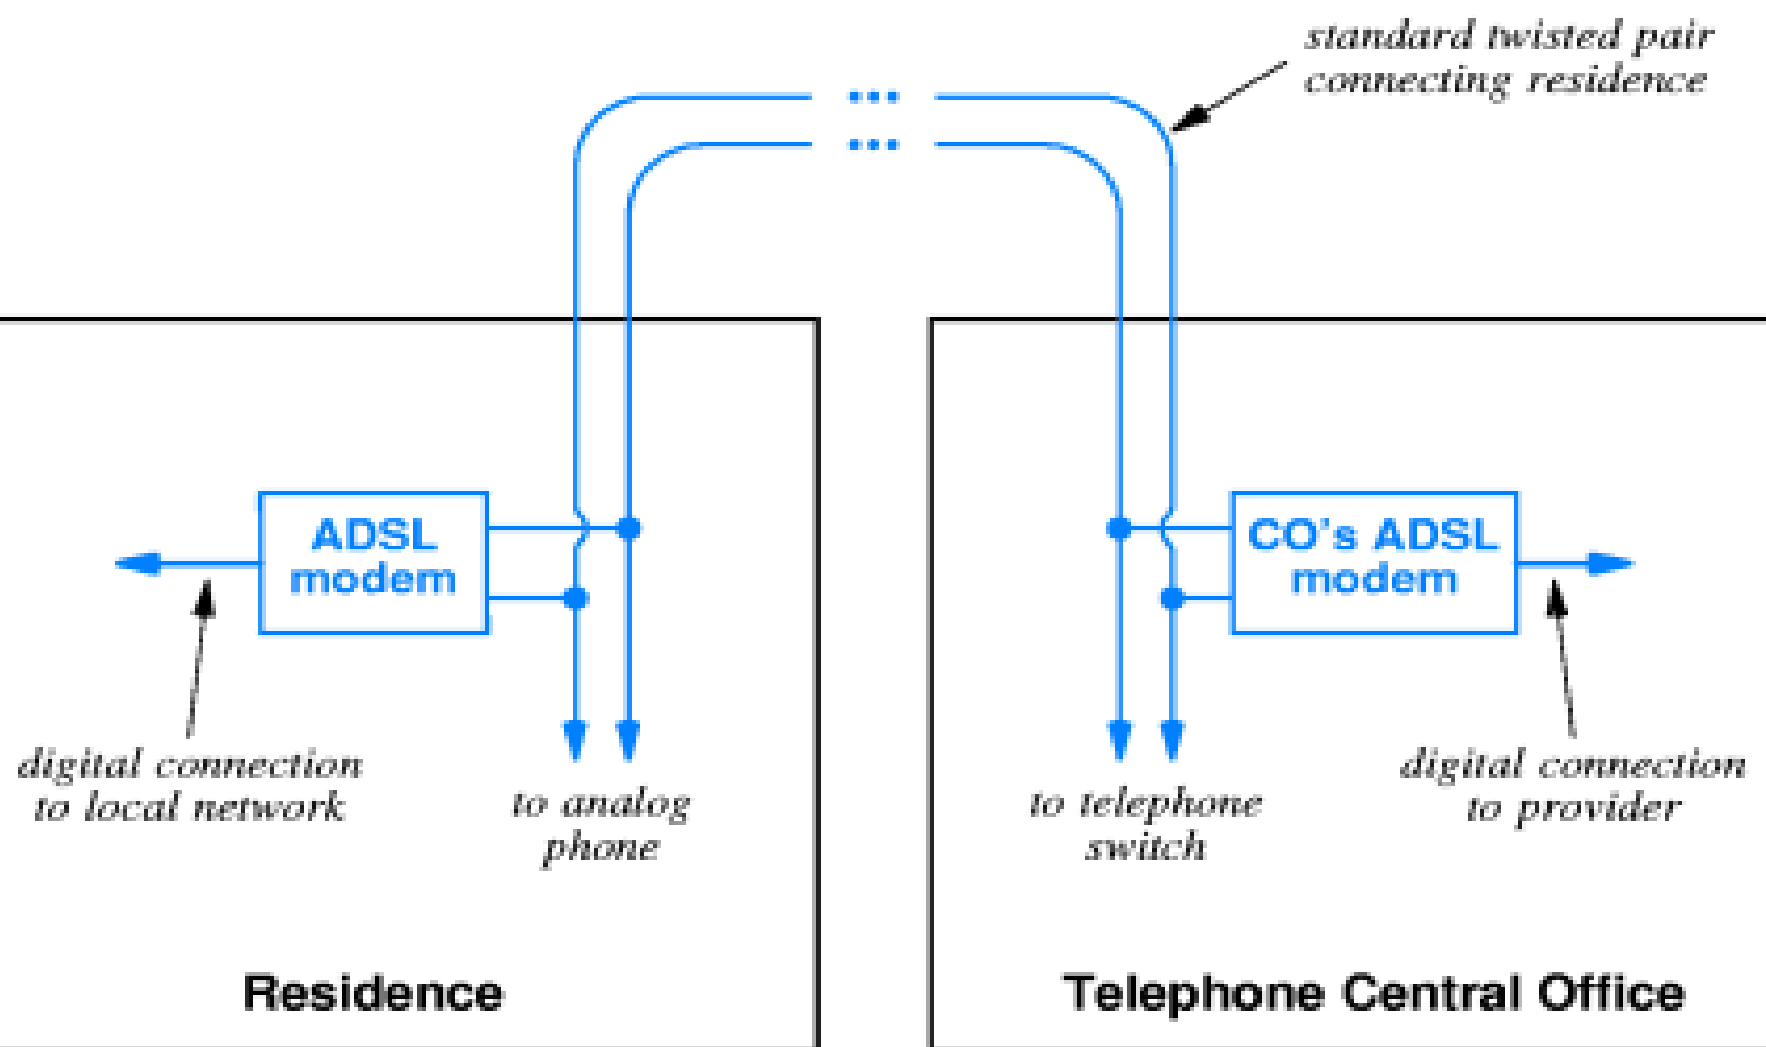 standard twisted pair
connecting residence
ADSL
modem
CO's ADSL
modem
digital connection
to local network
to analog
phone
to telephone
switch
digital connection
to provider
Residence
Telephone Central Office